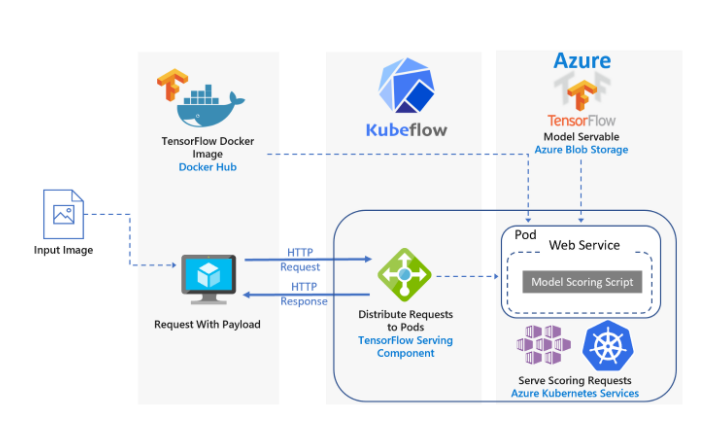 Azure
Kubeflow
TensorFlow
TensorFlow Docker
Image
Docker Hub
Model Servable
Azure Blob Storage
Input Image
Pod
Web Service
Model Scoring Script
HTTP
Request
HTTP
Response
Request With Payload
Distribute Requests
to Pods
TensorFlow Serving
Component
Serve Scoring Requests
Azure Kubernetes Services